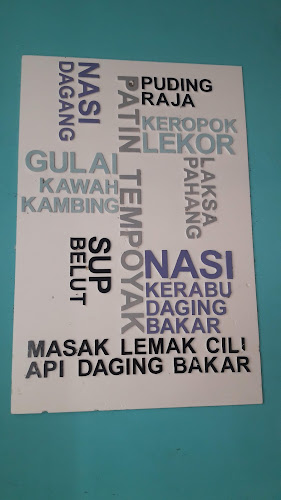 NASI
DAGANG
PATIN TEMPOYAK
PUDING
RAJA
KEROPOK
LEKOR
LAKSA
PAHANG
GULAI
KAWAH
KAMBING
SUP
BELUT
NASI
KERABU
DAGING
BAKAR
MASAK LEMAK CILI
API DAGING BAKAR